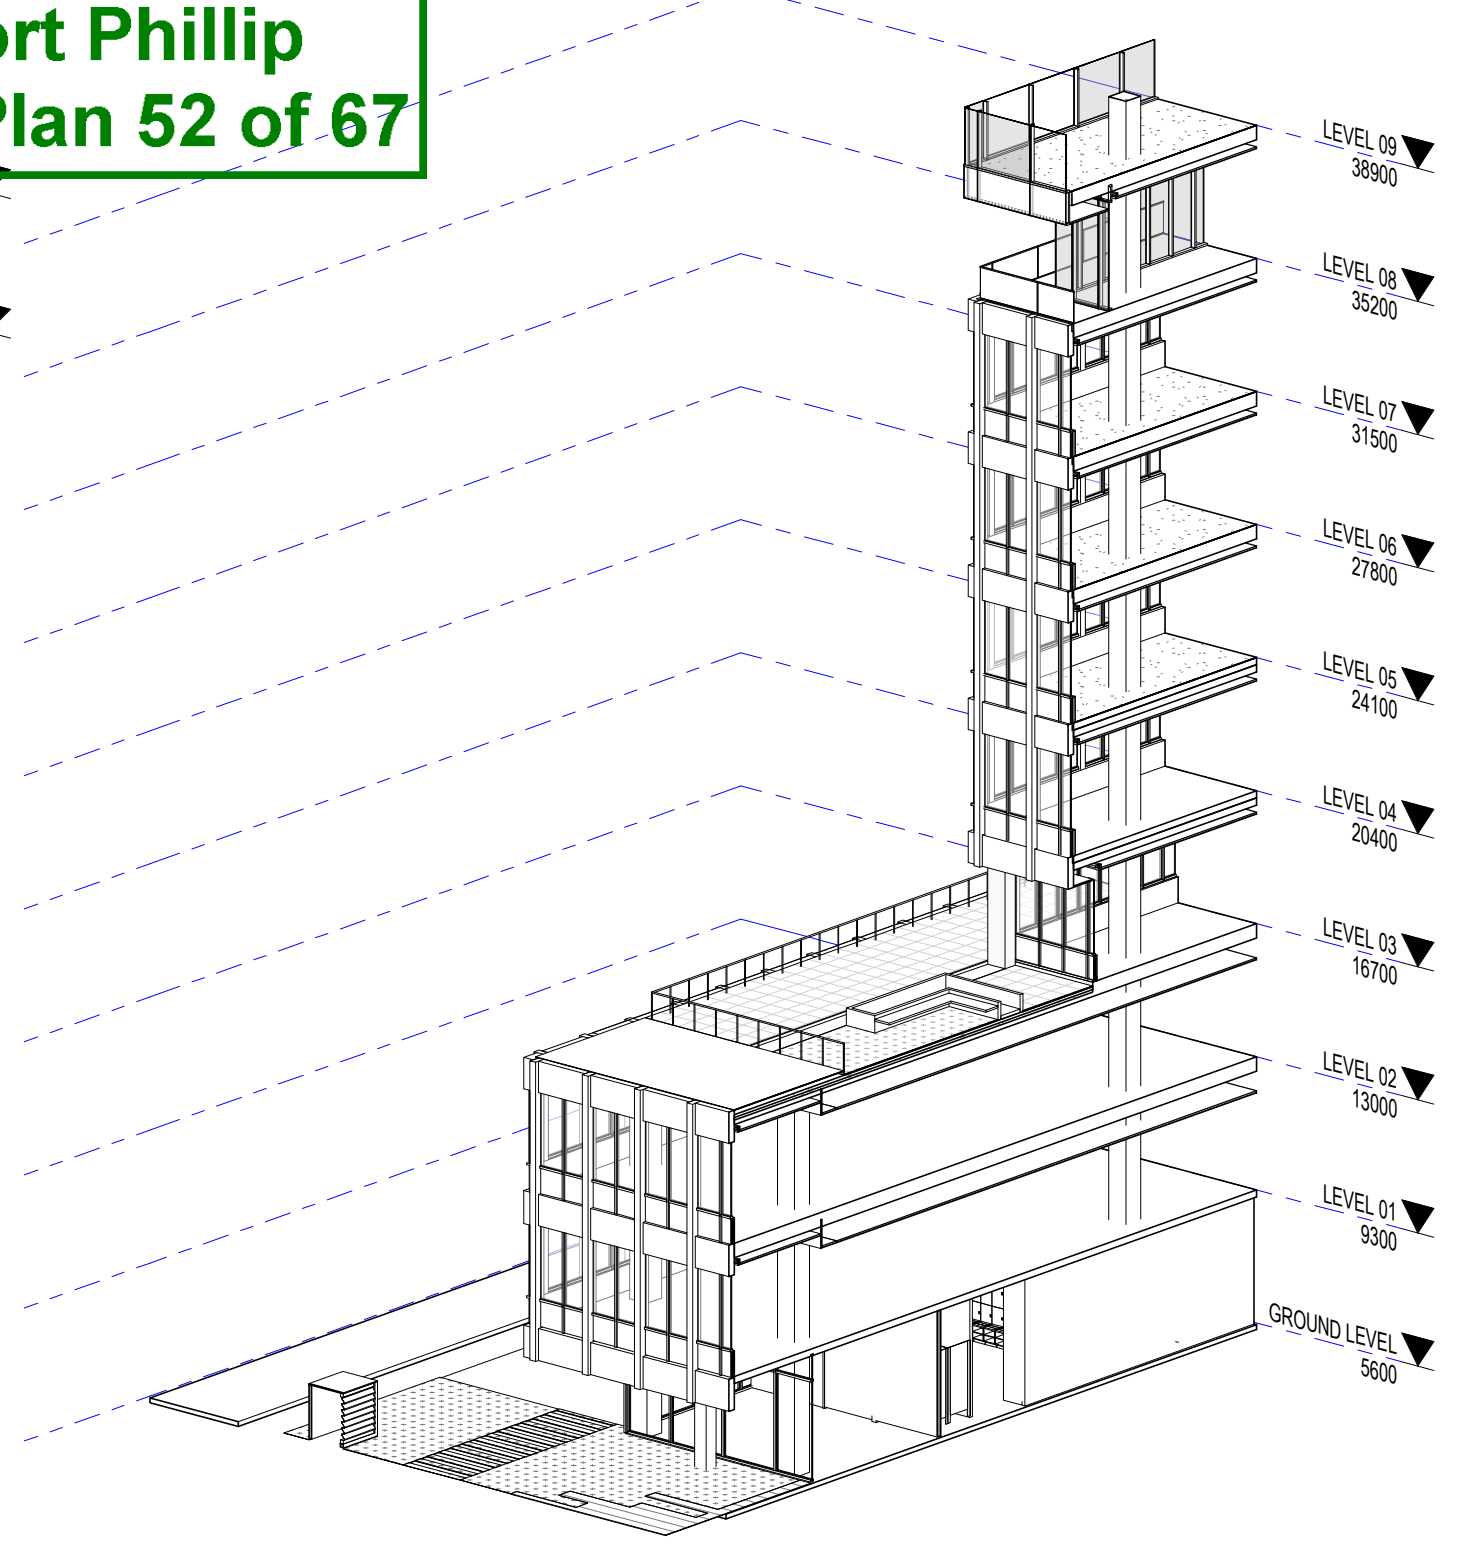 ort Phillip
Plan 52 of 67
LEVEL 09
38900
LEVEL 08
35200
LEVEL 07
31500
LEVEL 06
27800
LEVEL 05
24100
LEVEL 04
20400
LEVEL 03
16700
LEVEL 02
13000
LEVEL 01
9300
GROUND LEVEL
5600